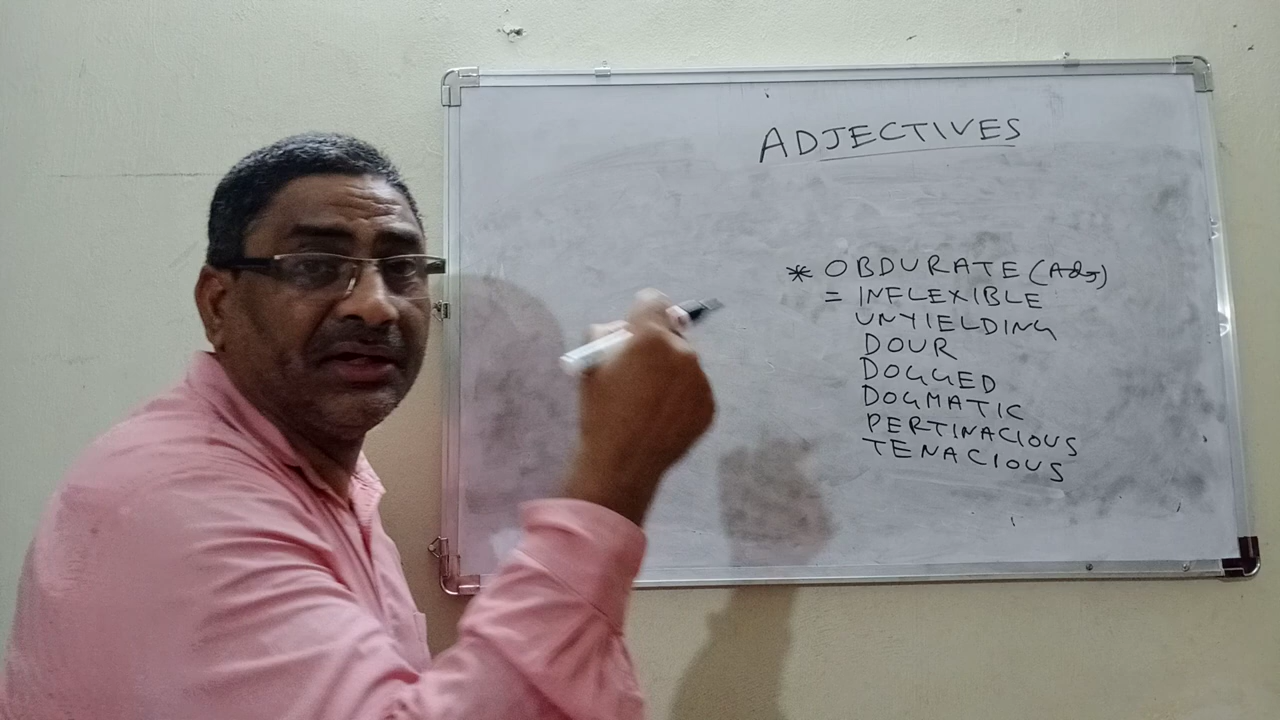 ADJECTIVES
* OBDURATE (Adj)
= INFLEXIBLE
UNYIELDING
DOUR
DOGGED
DOGMATIC
PERTINACIOUS
TENACIOUS